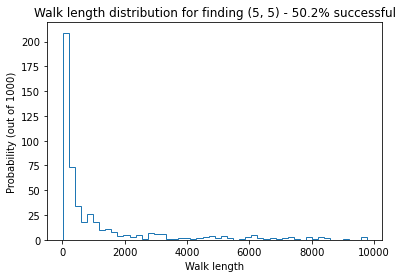 Walk length distribution for finding (5, 5) - 50.2% successful
Probability (out of 1000)
200
175
150
125
100
75
50
25
0
0 2000 4000 6000 8000 10000
Walk length